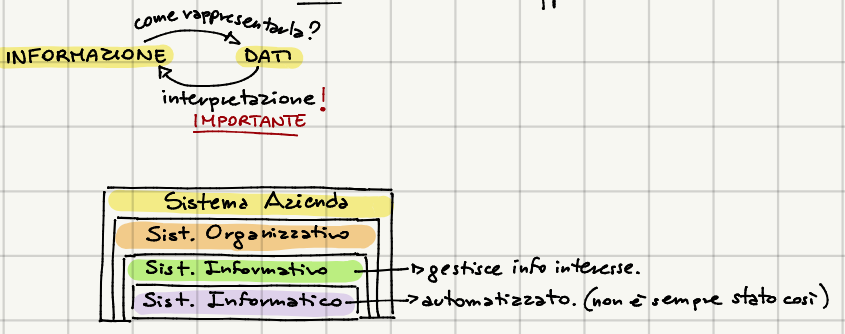 come rappresentarla?
INFORMAZIONE DATI
interpretazione!
IMPORTANTE
Sistema Azienda
Sist. Organizzativo
Sist. Informativo → gestisce info interesse.
Sist. Informatico → automatizzato. (non è sempre stato così)